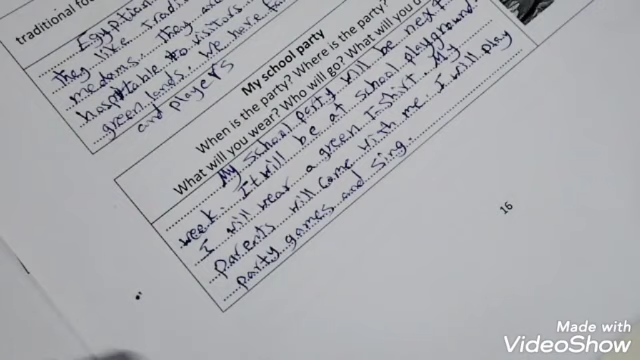 traditional foo
Egyptian
they like tradi
medams. They are
hospitable to visitors.
green lands. We have fa
and players
My school party
When is the party? Where is the party?
What will you wear? Who will go? What will you d
My school party will be next
week. It will be at school playground.
I will wear a green T-shirt. My
parents will come with me. I will play
party games and sing.
16
Made with
VideoShow